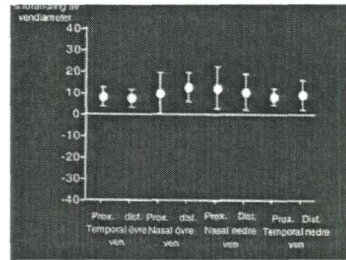 vendiameter
40
30
20
10
0
-10
-20
-30
-40
Prox. dist. Prox. dist. Prox. Dist. Prox. Dist.
Temporal övre Nasal övre Nasal nedre Temporal nedre
ven ven ven ven